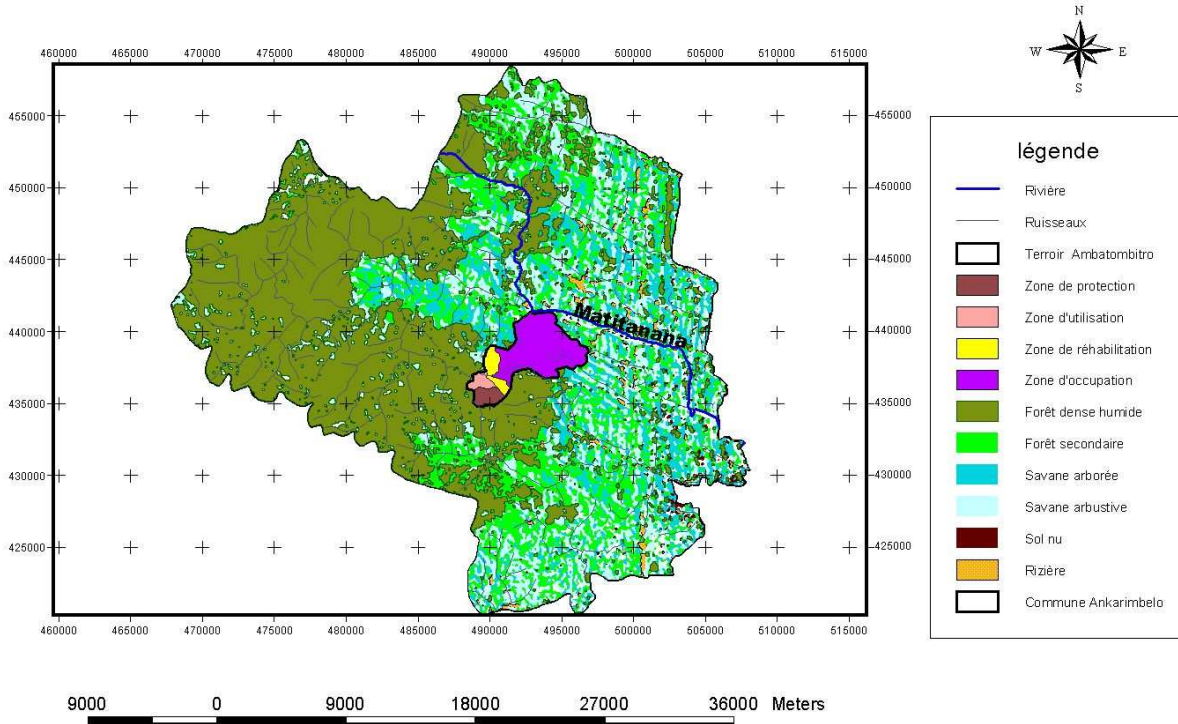 N
W E
S
460000 465000 470000 475000 480000 485000 490000 495000 500000 505000 510000 515000
455000 455000
450000 450000
445000 445000
440000 440000
435000 435000
430000 430000
425000 425000
Matitanana
460000 465000 470000 475000 480000 485000 490000 495000 500000 505000 510000 515000
légende
Rivière
Ruisseaux
Terroir Ambatombitro
Zone de protection
Zone d'utilisation
Zone de réhabilitation
Zone d'occupation
Forêt dense humide
Forêt secondaire
Savane arborée
Savane arbustive
Sol nu
Rizière
Commune Ankarimbelo
9000 0 9000 18000 27000 36000 Meters